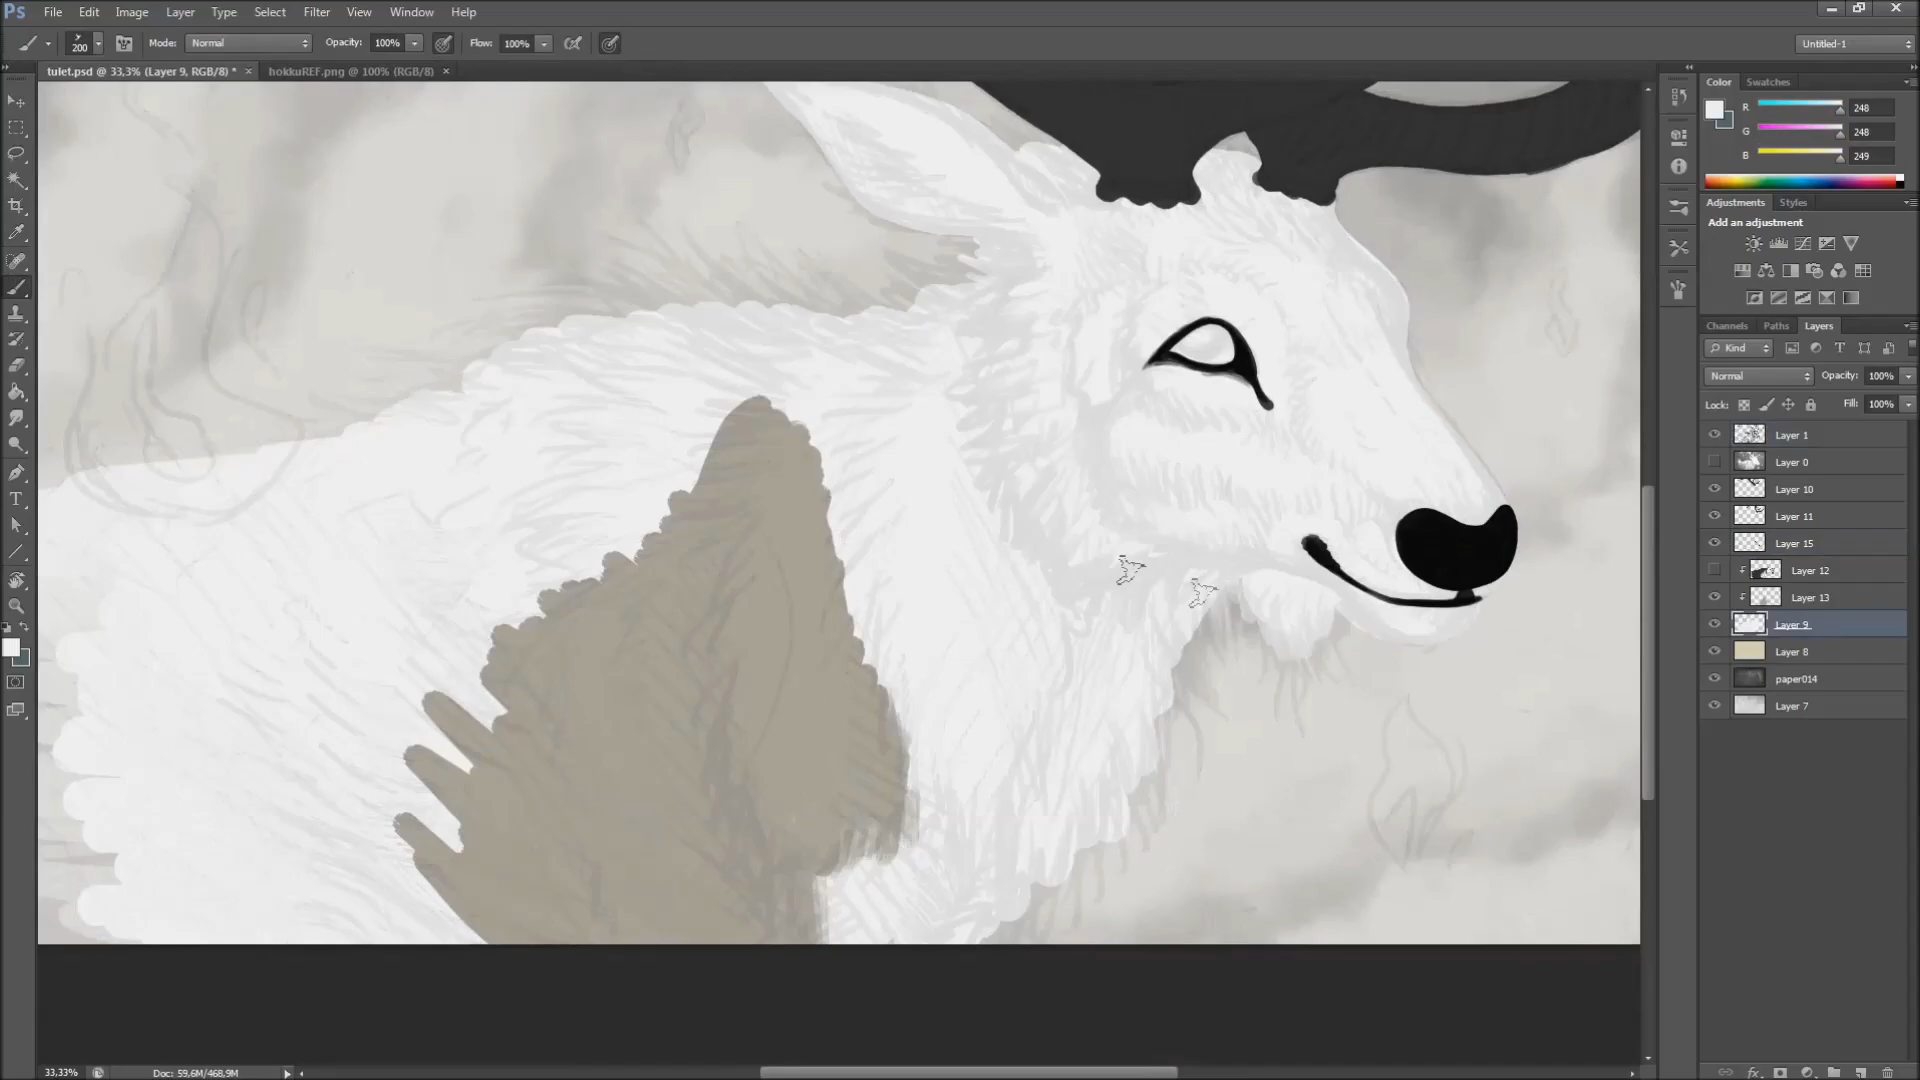 Ps File Edit Image Layer Type Select Filter View Window Help
200 Mode: Normal Opacity: 100% Flow: 100% Untitled-1
tulet.psd @ 33,3% (Layer 9, RGB/8) * × hokkuREF.png @ 100% (RGB/8) ×
Color Swatches
R 248
G 248
B 249
Adjustments Styles
Add an adjustment
Channels Paths Layers
Kind T
Normal Opacity: 100%
Lock: Fill: 100%
Layer 1
Layer 0
Layer 10
Layer 11
Layer 15
Layer 12
Layer 13
Layer 9
Layer 8
paper014
Layer 7
T
33,33% Doc: 59,6M/468,9M
fx